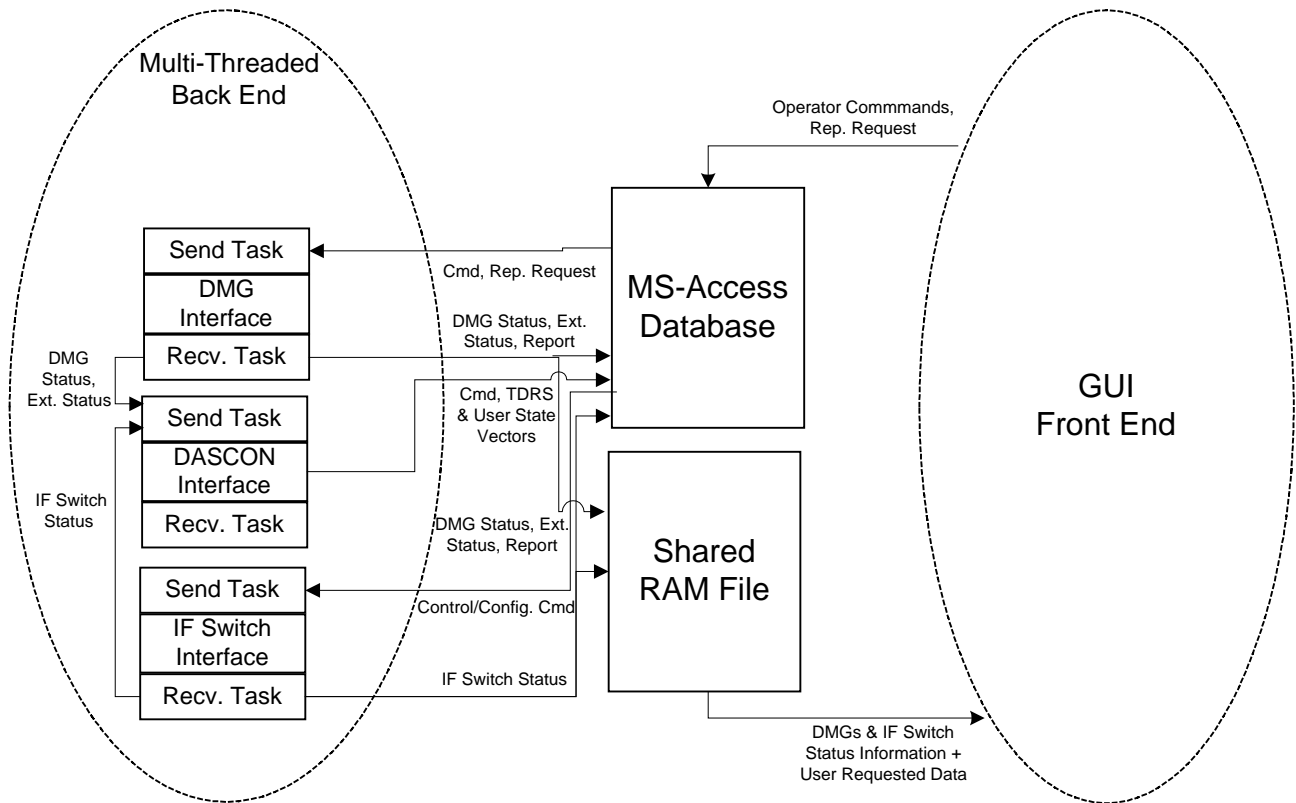 Multi-Threaded
Back End
Operator Commmands,
Rep. Request
Send Task
DMG
Interface
Recv. Task
Cmd, Rep. Request
MS-Access
Database
DMG Status, Ext.
Status, Report
DMG
Status,
Ext. Status
Send Task
DASCON
Interface
Recv. Task
Cmd, TDRS
& User State
Vectors
GUI
Front End
IF Switch
Status
DMG Status, Ext.
Status, Report
Shared
RAM File
Send Task
IF Switch
Interface
Recv. Task
Control/Config. Cmd
IF Switch Status
DMGs & IF Switch
Status Information +
User Requested Data